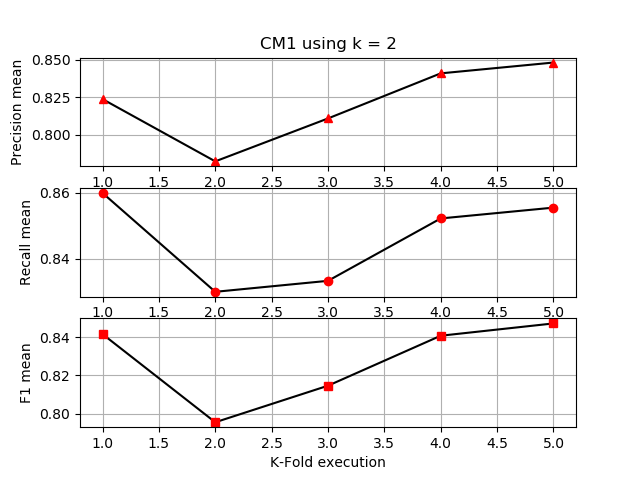 CM1 using k = 2
0.850
0.825
0.800
Precision mean
1.0 1.5 2.0 2.5 3.0 3.5 4.0 4.5 5.0
0.86
0.84
Recall mean
1.0 1.5 2.0 2.5 3.0 3.5 4.0 4.5 5.0
0.84
0.82
0.80
F1 mean
1.0 1.5 2.0 2.5 3.0 3.5 4.0 4.5 5.0
K-Fold execution